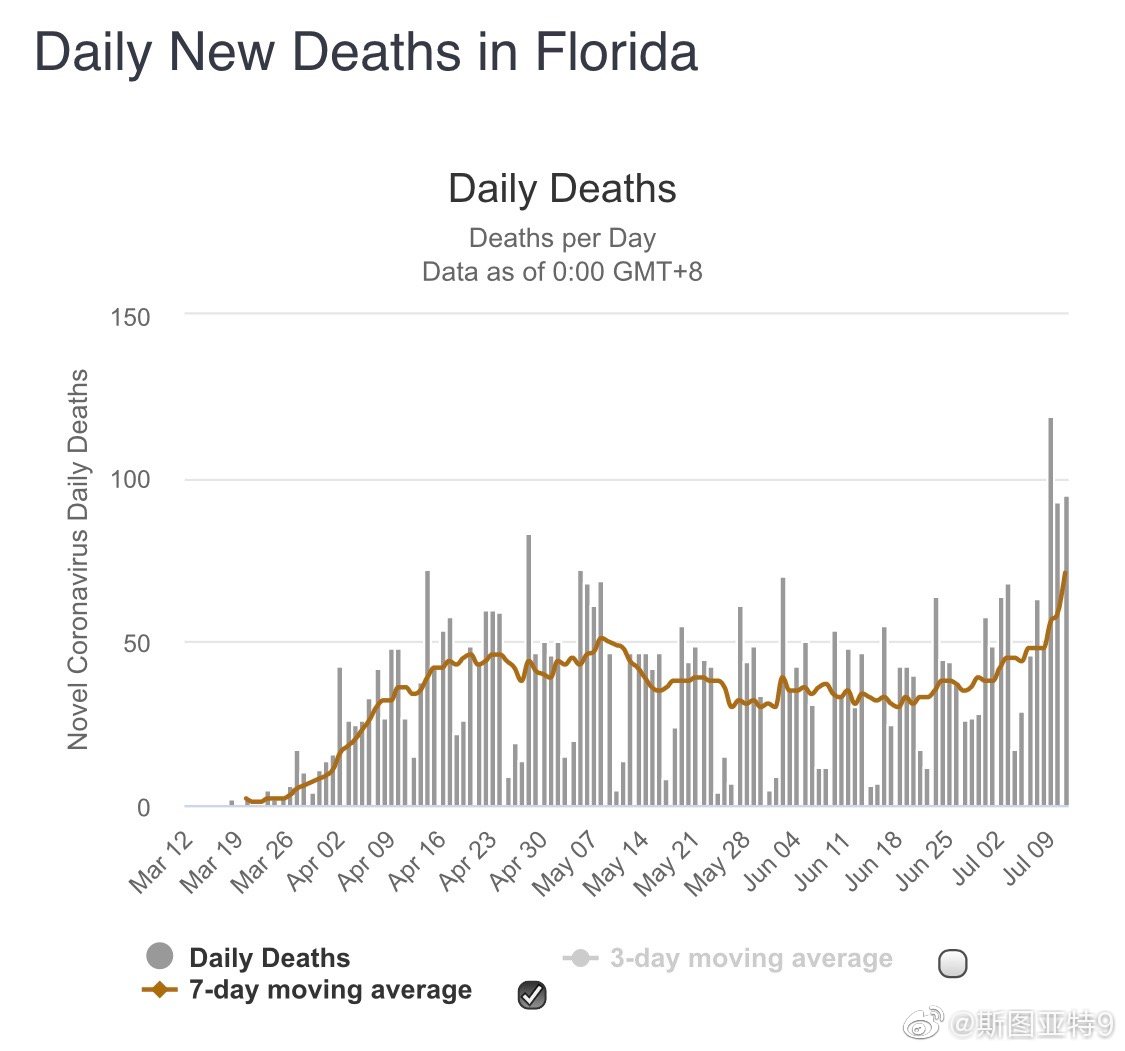 Daily New Deaths in Florida
Daily Deaths
Deaths per Day
Data as of 0:00 GMT+8
Novel Coronavirus Daily Deaths
150
100
50
0
Mar 12
Mar 19
Mar 26
Apr 02
Apr 09
Apr 16
Apr 23
Apr 30
May 07
May 14
May 21
May 28
Jun 04
Jun 11
Jun 18
Jun 25
Jul 02
Jul 09
Daily Deaths
3-day moving average
7-day moving average
@斯图亚特9